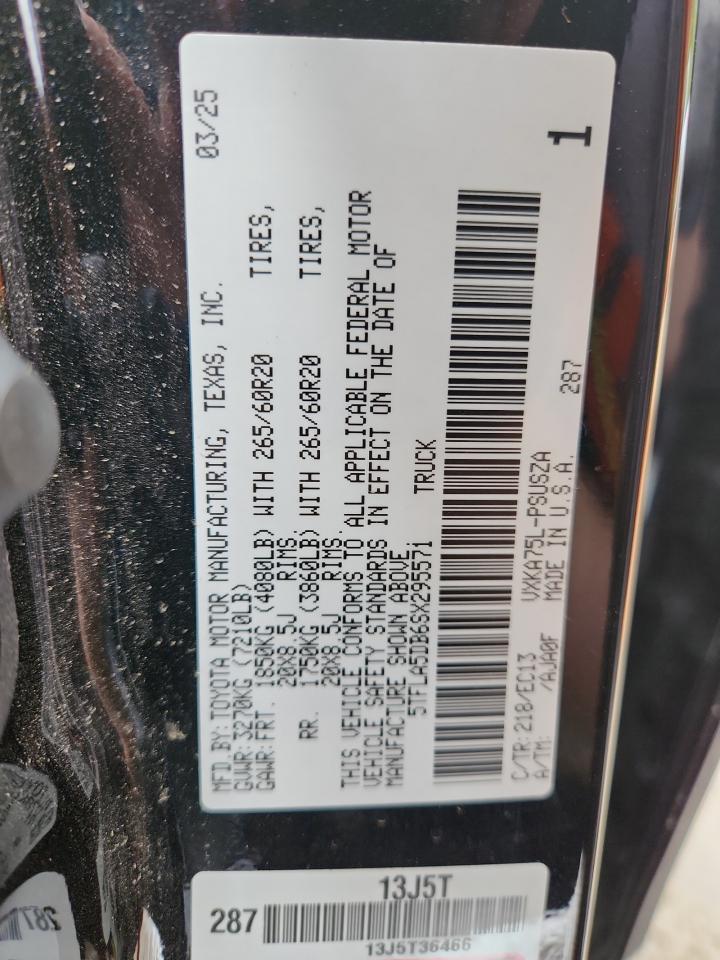 MFD.BY:TOYOTA MOTOR MANUFACTURING, TEXAS, INC. 03/25
GVWR:3270KG (7210LB)
GAWR:FRT. 1850KG (4080LB) WITH 265/60R20 TIRES,
20X8.5J RIMS.
RR. 1750KG (3860LB) WITH 265/60R20 TIRES,
20X8.5J RIMS.
THIS VEHICLE CONFORMS TO ALL APPLICABLE FEDERAL MOTOR
VEHICLE SAFETY STANDARDS IN EFFECT ON THE DATE OF
MANUFACTURE SHOWN ABOVE
5TFLA5DB6SX295571 TRUCK
1
C/TR:218/EC13 VXKA75L-PSUSZA 287
A/TM: /AJA0F MADE IN U.S.A.
13J5T
287
13J5T36466